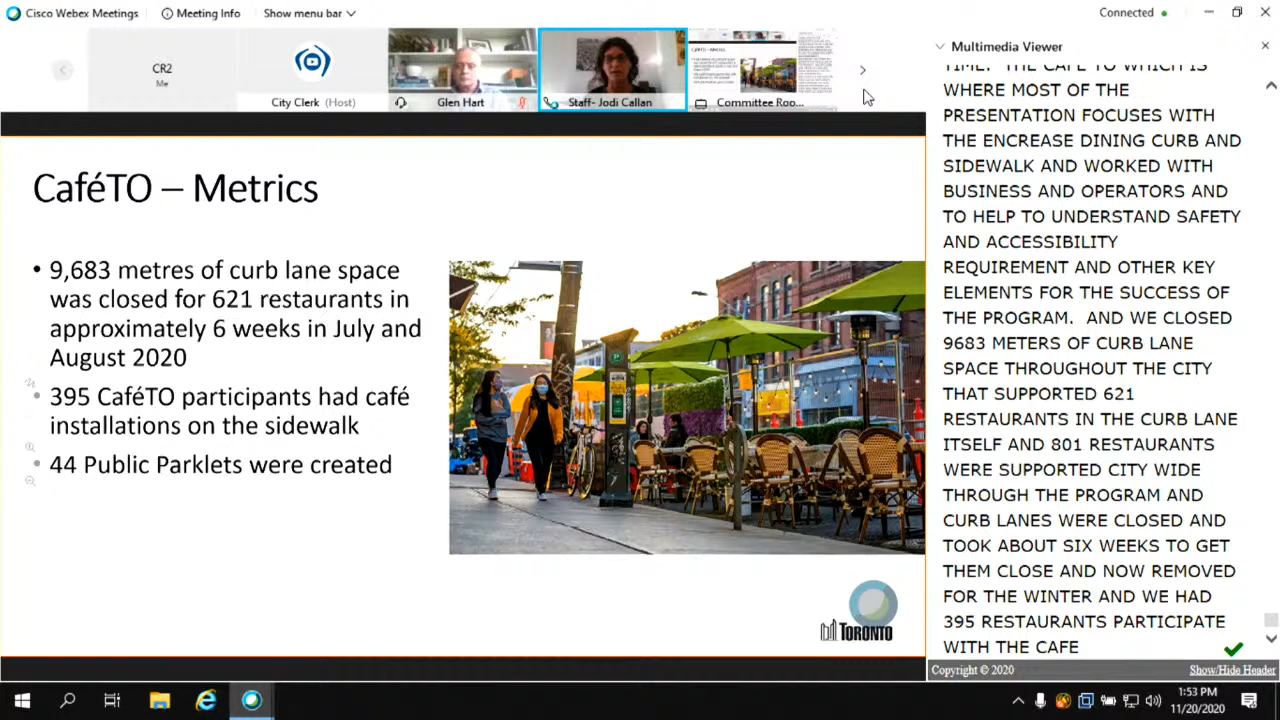 Cisco Webex Meetings
Meeting Info
Show menu bar
Connected
CR2
Me
City Clerk (Host)
Glen Hart
Staff- Jodi Callan
Committee Roo...
CaféTO – Metrics
• 9,683 metres of curb lane space
was closed for 621 restaurants in
approximately 6 weeks in July and
August 2020
• 395 CaféTO participants had café
installations on the sidewalk
• 44 Public Parklets were created
P
TORONTO
Multimedia Viewer
WHERE MOST OF THE
PRESENTATION FOCUSES WITH
THE ENCREASE DINING CURB AND
SIDEWALK AND WORKED WITH
BUSINESS AND OPERATORS AND
TO HELP TO UNDERSTAND SAFETY
AND ACCESSIBILITY
REQUIREMENT AND OTHER KEY
ELEMENTS FOR THE SUCCESS OF
THE PROGRAM. AND WE CLOSED
9683 METERS OF CURB LANE
SPACE THROUGHOUT THE CITY
THAT SUPPORTED 621
RESTAURANTS IN THE CURB LANE
ITSELF AND 801 RESTAURANTS
WERE SUPPORTED CITY WIDE
THROUGH THE PROGRAM AND
CURB LANES WERE CLOSED AND
TOOK ABOUT SIX WEEKS TO GET
THEM CLOSE AND NOW REMOVED
FOR THE WINTER AND WE HAD
395 RESTAURANTS PARTICIPATE
WITH THE CAFE
Copyright © 2020
Show/Hide Header
1:53 PM
11/20/2020